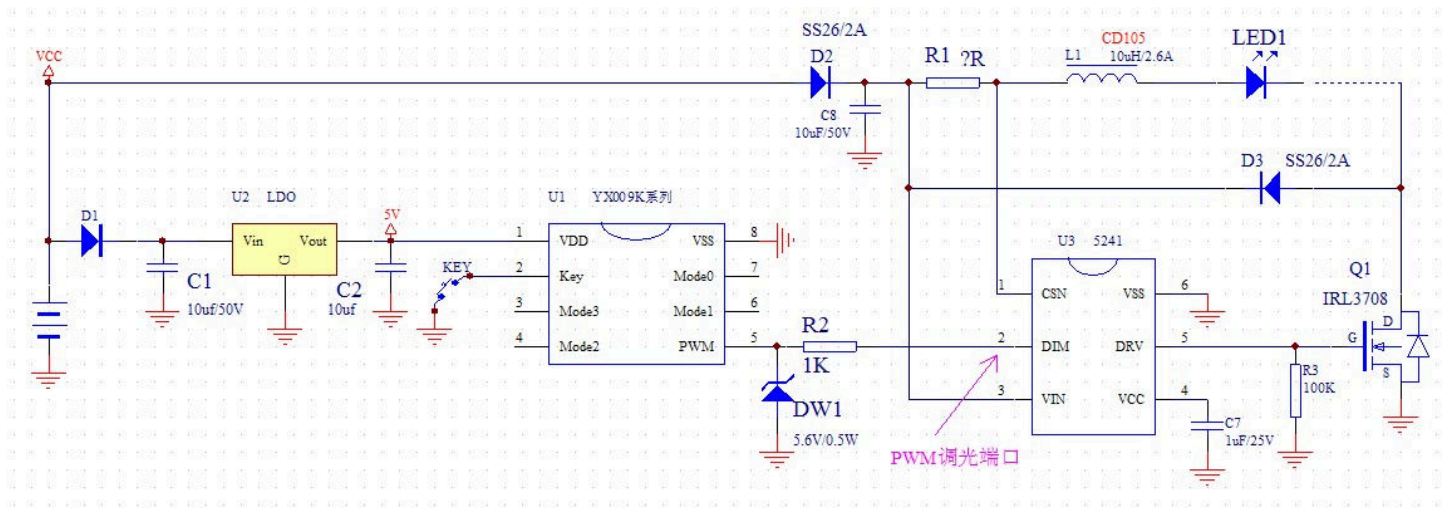 SS26/2A
CD105
LED1
VCC
D2
R1 ?R
L1 10uH/2.6A
C8
10uF/50V
D3 SS26/2A
U2 LDO
U1 YX009K系列
D1
5V
Vin Vout
G
1 VDD VSS 8
U3 5241
KEY
2 Key Mode0 7
Q1
C1
10uf/50V
C2
10uf
1 CSN VSS 6
IRL3708
3 Mode3 Mode1 6
R2
D
4 Mode2 PWM 5
2 DIM DRV 5
G
1K
S
R3
100K
DW1
3 VIN VCC 4
5.6V/0.5W
C7
1uF/25V
PWM调光端口